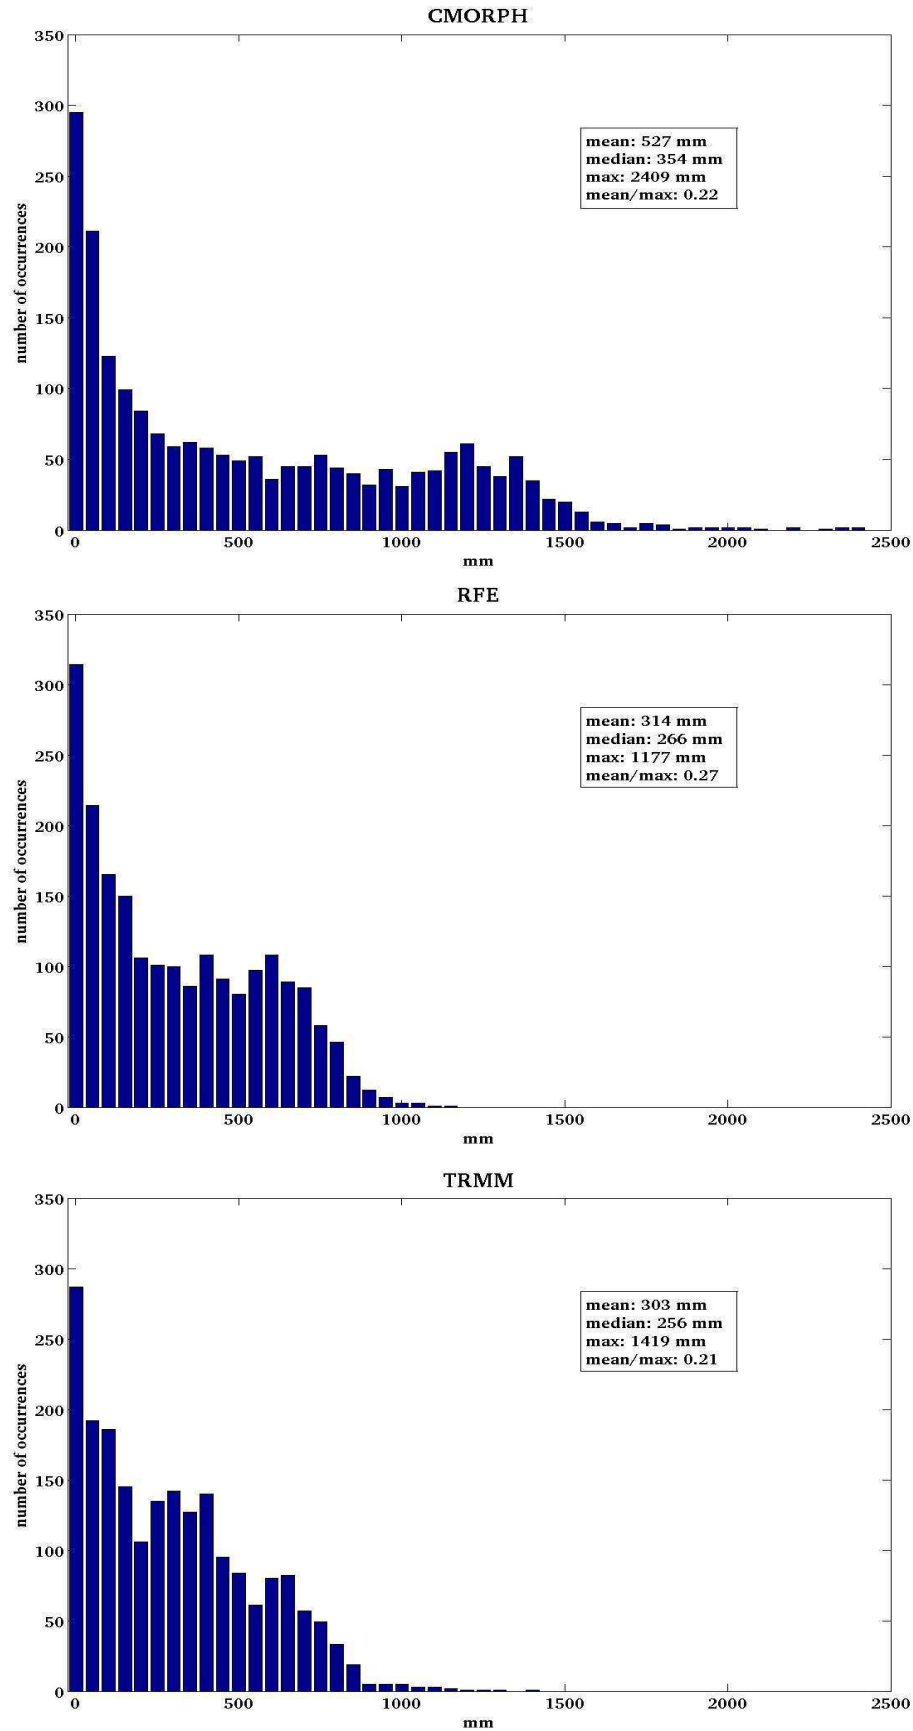 CMORPH
350
300
250
200
150
100
50
0
number of occurrences
mean: 527 mm
median: 354 mm
max: 2409 mm
mean/max: 0.22
0 500 1000 1500 2000 2500
mm
RFE
350
300
250
200
150
100
50
0
number of occurrences
mean: 314 mm
median: 266 mm
max: 1177 mm
mean/max: 0.27
0 500 1000 1500 2000 2500
mm
TRMM
350
300
250
200
150
100
50
0
number of occurrences
mean: 303 mm
median: 256 mm
max: 1419 mm
mean/max: 0.21
0 500 1000 1500 2000 2500
mm